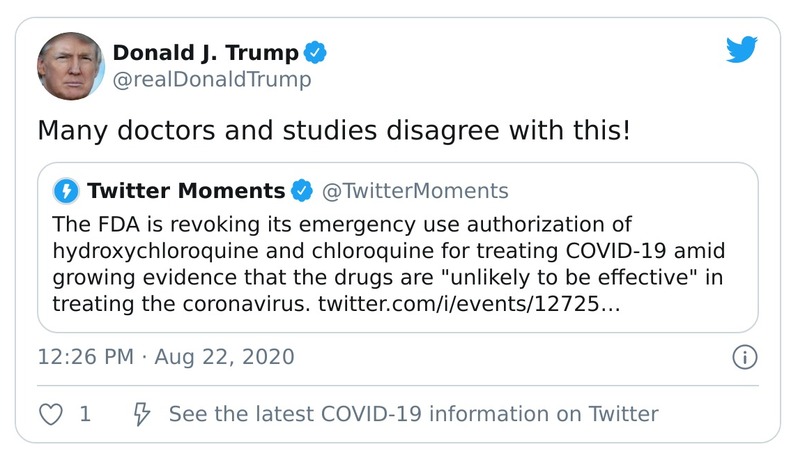 Donald J. Trump
@realDonaldTrump
Many doctors and studies disagree with this!
Twitter Moments @TwitterMoments
The FDA is revoking its emergency use authorization of
hydroxychloroquine and chloroquine for treating COVID-19 amid
growing evidence that the drugs are "unlikely to be effective" in
treating the coronavirus. twitter.com/i/events/12725…
12:26 PM · Aug 22, 2020
1 See the latest COVID-19 information on Twitter